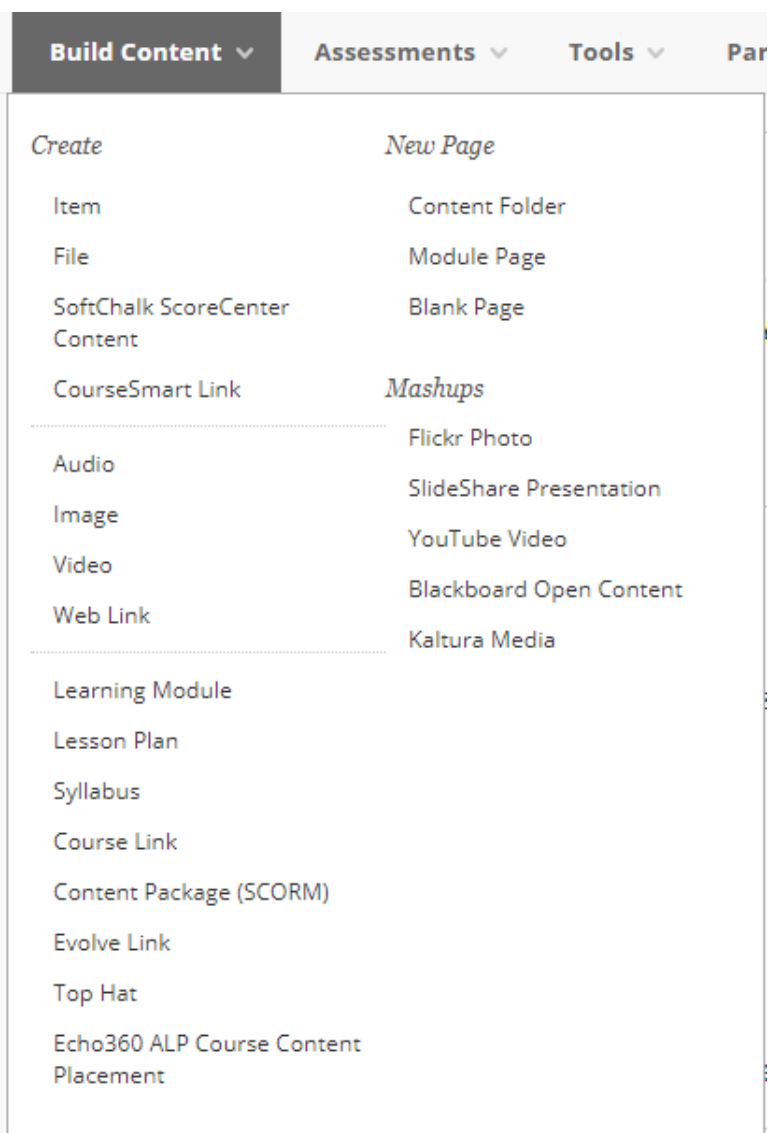 Build Content
Assessments
Tools
Par
Create
Item
File
SoftChalk ScoreCenter
Content
CourseSmart Link
Audio
Image
Video
Web Link
Learning Module
Lesson Plan
Syllabus
Course Link
Content Package (SCORM)
Evolve Link
Top Hat
Echo360 ALP Course Content
Placement
New Page
Content Folder
Module Page
Blank Page
Mashups
Flickr Photo
SlideShare Presentation
YouTube Video
Blackboard Open Content
Kaltura Media